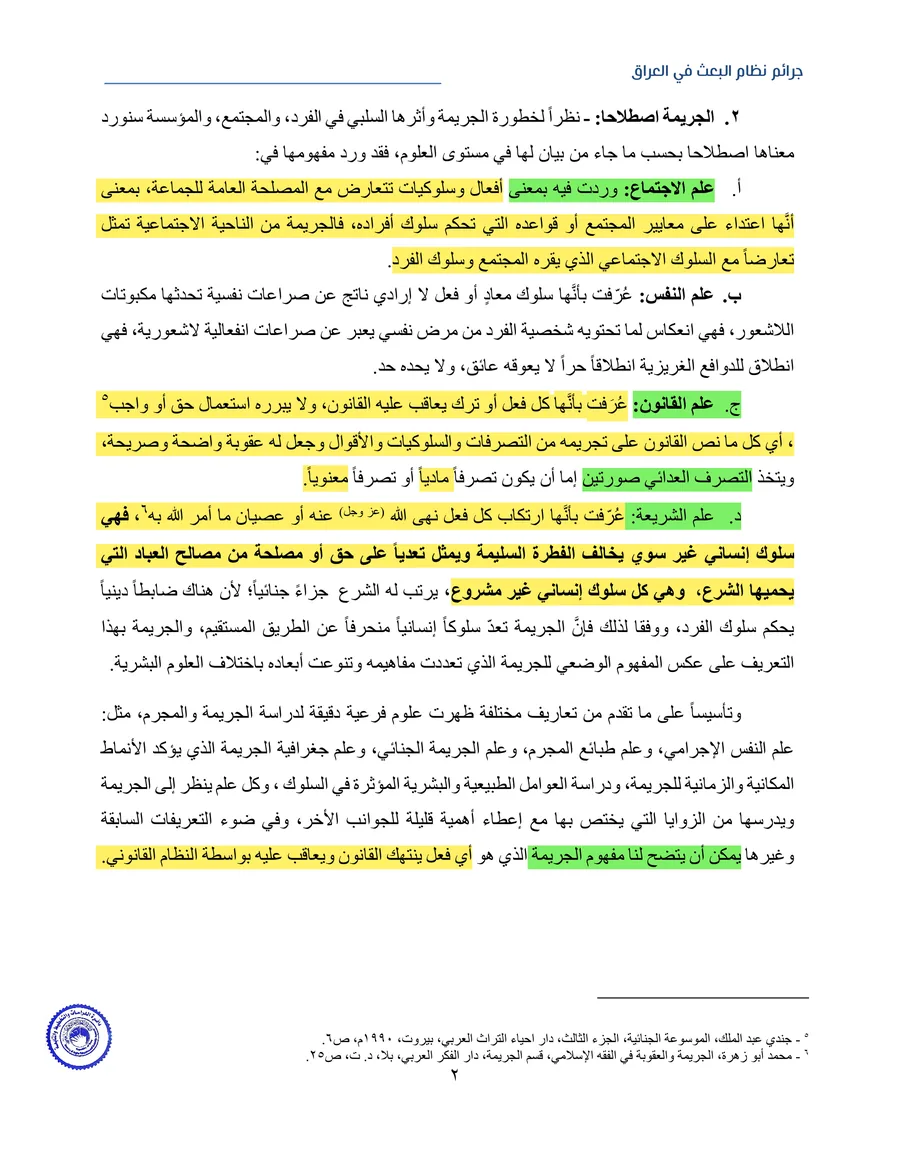 جرائم نظام البعث في العراق
٢. الجريمة اصطلاحا: - نظراً لخطورة الجريمة وأثرها السلبي في الفرد، والمجتمع، والمؤسسة سنورد
معناها اصطلاحا بحسب ما جاء من بيان لها في مستوى العلوم، فقد ورد مفهومها في:
أ. علم الاجتماع: وردت فيه بمعنى أفعال وسلوكيات تتعارض مع المصلحة العامة للجماعة، بمعنى
أنَّها اعتداء على معايير المجتمع أو قواعده التي تحكم سلوك أفراده، فالجريمة من الناحية الاجتماعية تمثل
تعارضاً مع السلوك الاجتماعي الذي يقره المجتمع وسلوك الفرد.
ب. علم النفس: عُرّفت بأنَّها سلوك معادٍ أو فعل لا إرادي ناتج عن صراعات نفسية تحدثها مكبوتات
اللاشعور، فهي انعكاس لما تحتويه شخصية الفرد من مرض نفسي يعبر عن صراعات انفعالية لاشعورية، فهي
انطلاق للدوافع الغريزية انطلاقاً حراً لا يعوقه عائق، ولا يحده حد.
ج. علم القانون: عُرَفت بأنَّها كل فعل أو ترك يعاقب عليه القانون، ولا يبرره استعمال حق أو واجب٥
، أي كل ما نص القانون على تجريمه من التصرفات والسلوكيات والأقوال وجعل له عقوبة واضحة وصريحة،
ويتخذ التصرف العدائي صورتين إما أن يكون تصرفاً مادياً أو تصرفاً معنوياً.
د. علم الشريعة: عُرّفت بأنَّها ارتكاب كل فعل نهى الله (عز وجل) عنه أو عصيان ما أمر الله به٦، فهي
سلوك إنساني غير سوي يخالف الفطرة السليمة ويمثل تعدياً على حق أو مصلحة من مصالح العباد التي
يحميها الشرع، وهي كل سلوك إنساني غير مشروع، يرتب له الشرع جزاءً جنائياً؛ لأن هناك ضابطاً دينياً
يحكم سلوك الفرد، ووفقا لذلك فإنَّ الجريمة تعدّ سلوكاً إنسانياً منحرفاً عن الطريق المستقيم، والجريمة بهذا
التعريف على عكس المفهوم الوضعي للجريمة الذي تعددت مفاهيمه وتنوعت أبعاده باختلاف العلوم البشرية.
وتأسيساً على ما تقدم من تعاريف مختلفة ظهرت علوم فرعية دقيقة لدراسة الجريمة والمجرم، مثل:
علم النفس الإجرامي، وعلم طبائع المجرم، وعلم الجريمة الجنائي، وعلم جغرافية الجريمة الذي يؤكد الأنماط
المكانية والزمانية للجريمة، ودراسة العوامل الطبيعية والبشرية المؤثرة في السلوك ، وكل علم ينظر إلى الجريمة
ويدرسها من الزوايا التي يختص بها مع إعطاء أهمية قليلة للجوانب الأخر، وفي ضوء التعريفات السابقة
وغيرها يمكن أن يتضح لنا مفهوم الجريمة الذي هو أي فعل ينتهك القانون ويعاقب عليه بواسطة النظام القانوني.
٥ - جندي عبد الملك، الموسوعة الجنائية، الجزء الثالث، دار احياء التراث العربي، بيروت، ١٩٩٠م، ص٦.
٦ - محمد أبو زهرة، الجريمة والعقوبة في الفقه الإسلامي، قسم الجريمة، دار الفكر العربي، بلا، د. ت، ص٢٥.
٢